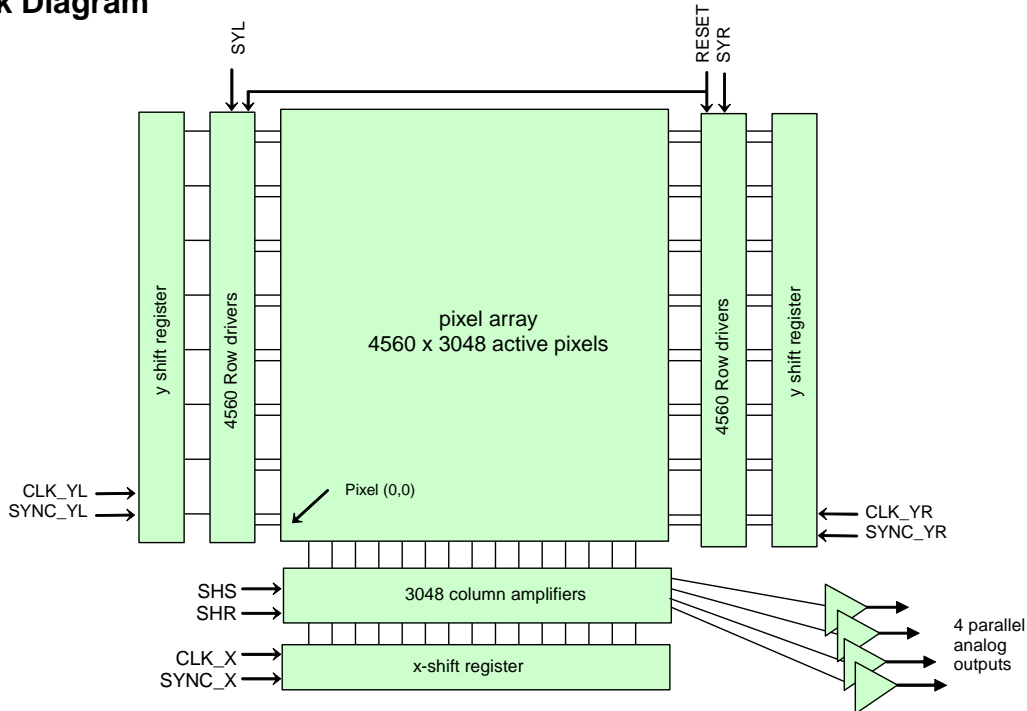 k Diagram
SYL
RESET
SYR
y shift register
4560 Row drivers
pixel array
4560 x 3048 active pixels
4560 Row drivers
y shift register
Pixel (0,0)
CLK_YL
SYNC_YL
CLK_YR
SYNC_YR
SHS
SHR
3048 column amplifiers
CLK_X
SYNC_X
x-shift register
4 parallel
analog
outputs